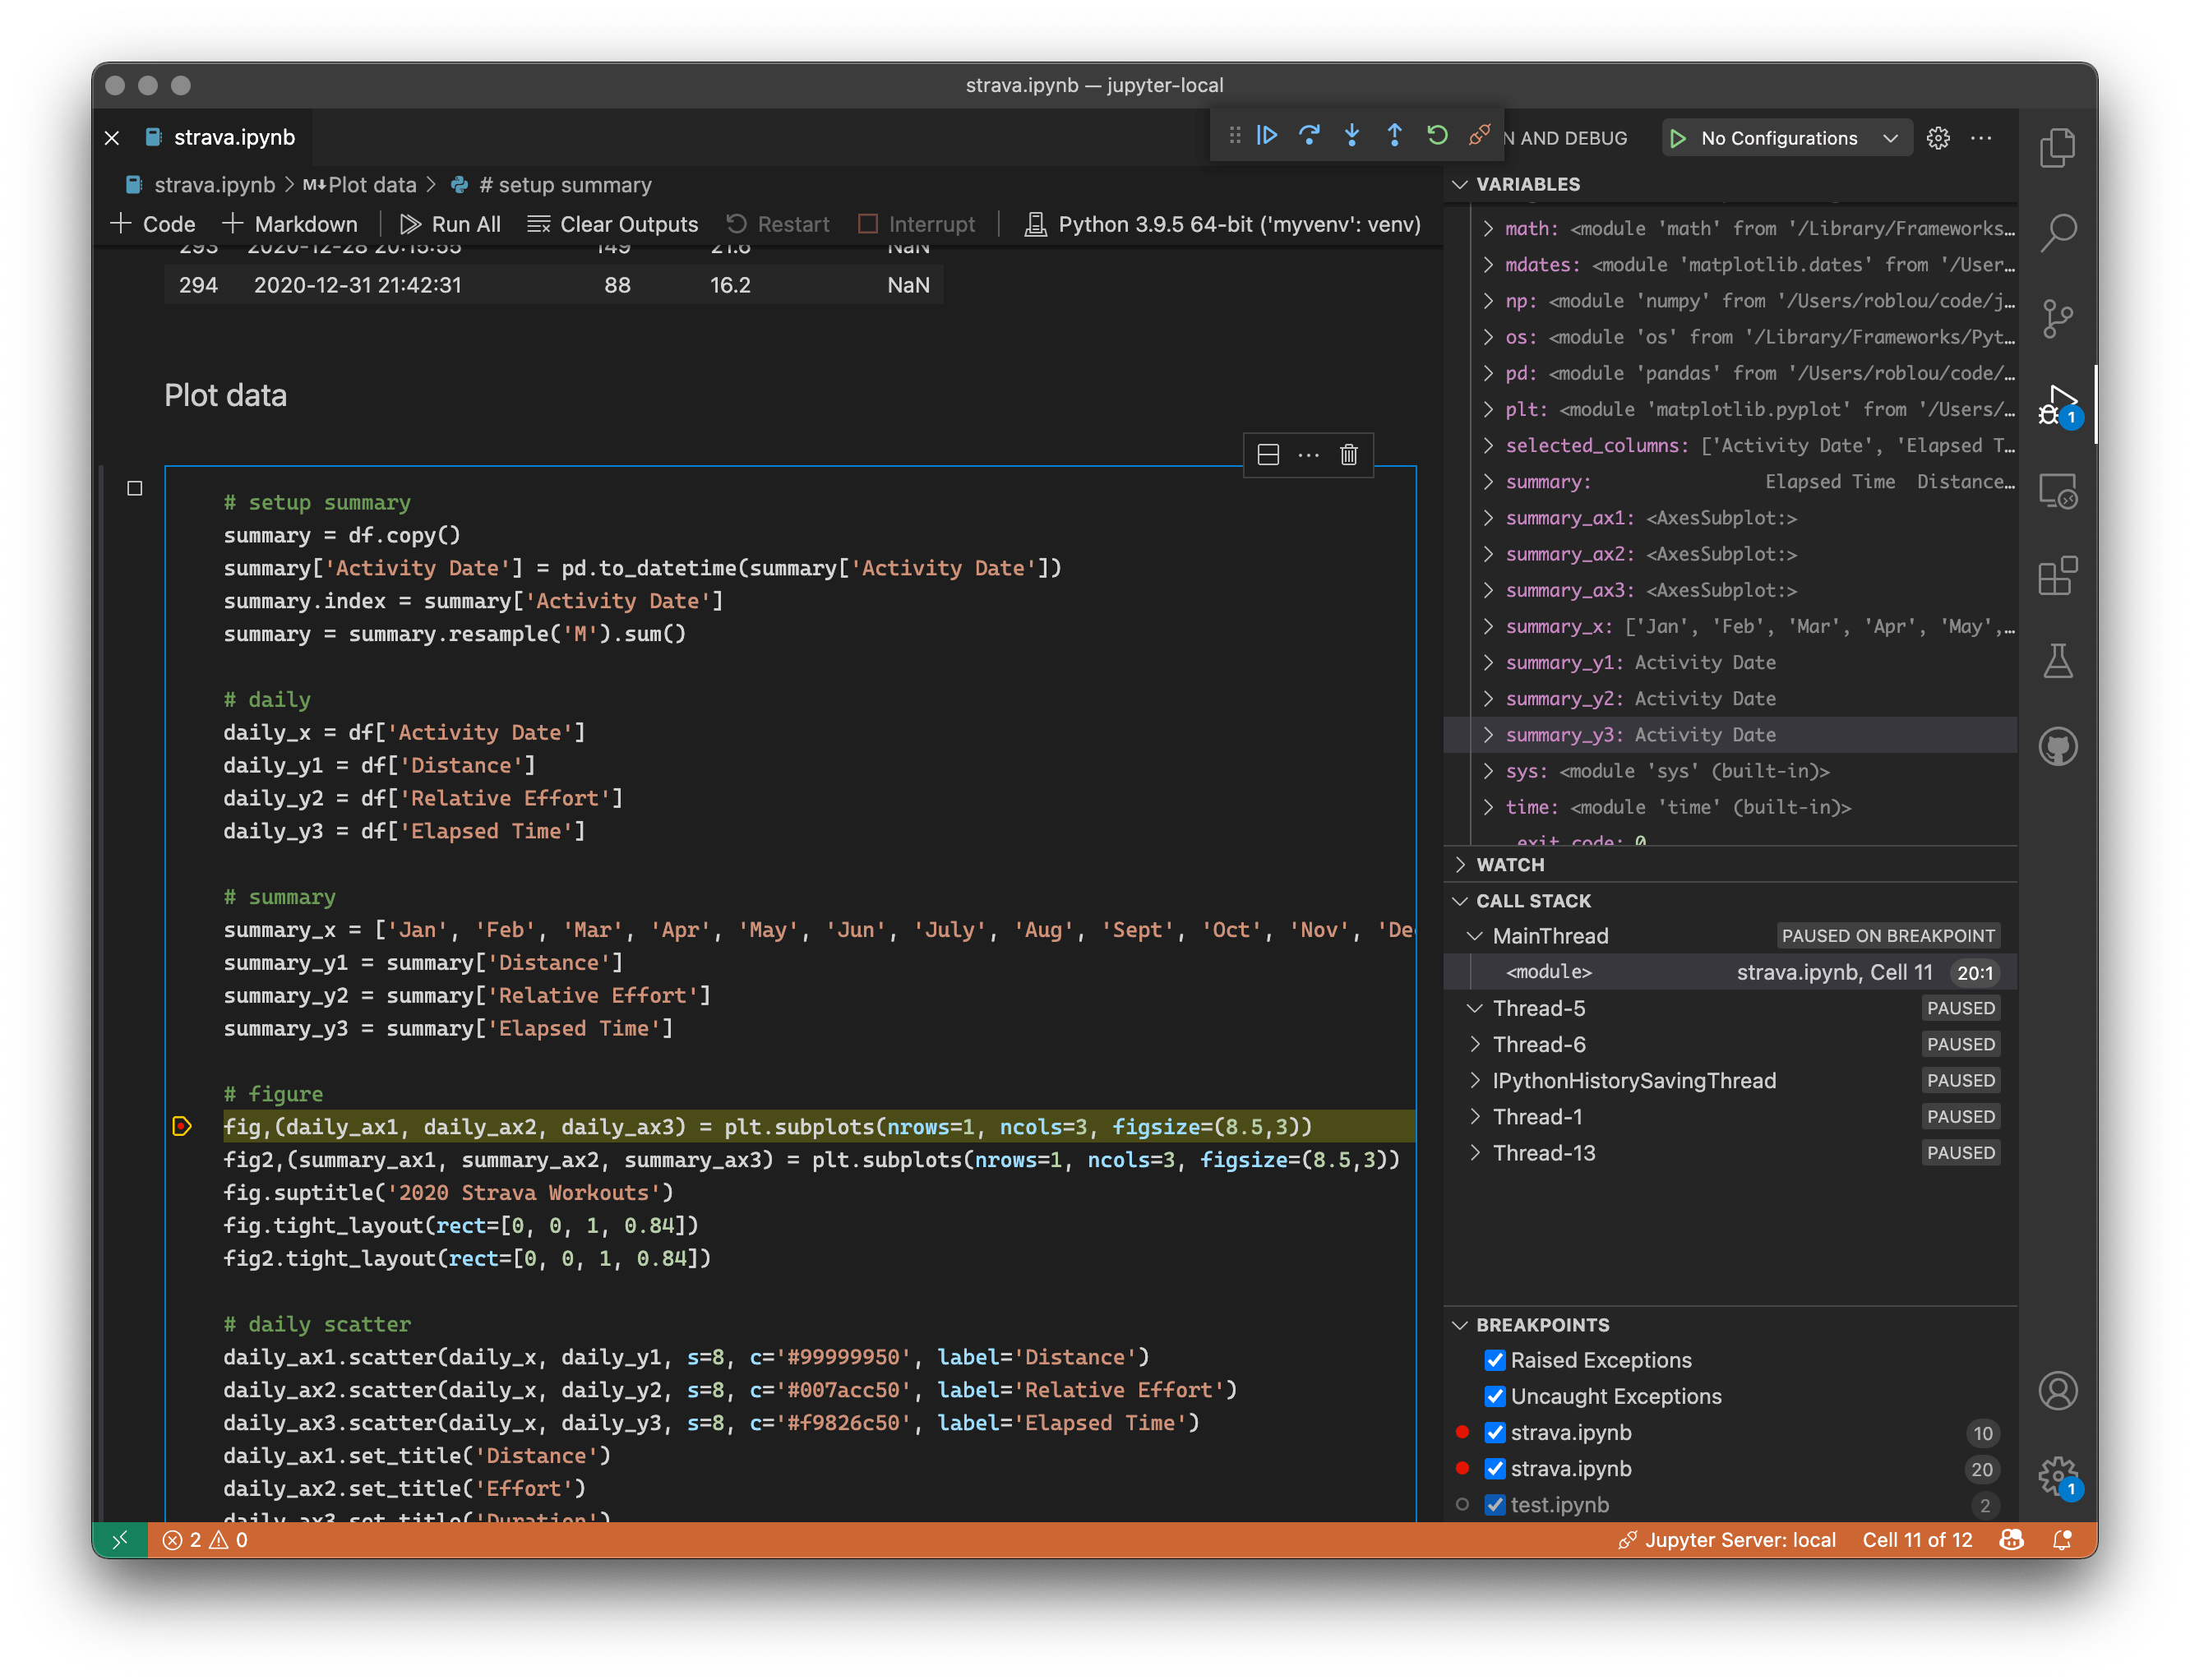 strava.ipynb — jupyter-local
strava.ipynb
strava.ipynb > M↓Plot data > # setup summary
+ Code + Markdown | Run All Clear Outputs Restart Interrupt | Python 3.9.5 64-bit ('myvenv': venv)
293 2020-12-28 20:15:55 149 21.6 NaN
294 2020-12-31 21:42:31 88 16.2 NaN
Plot data
# setup summary
summary = df.copy()
summary['Activity Date'] = pd.to_datetime(summary['Activity Date'])
summary.index = summary['Activity Date']
summary = summary.resample('M').sum()
# daily
daily_x = df['Activity Date']
daily_y1 = df['Distance']
daily_y2 = df['Relative Effort']
daily_y3 = df['Elapsed Time']
# summary
summary_x = ['Jan', 'Feb', 'Mar', 'Apr', 'May', 'Jun', 'July', 'Aug', 'Sept', 'Oct', 'Nov', 'De
summary_y1 = summary['Distance']
summary_y2 = summary['Relative Effort']
summary_y3 = summary['Elapsed Time']
# figure
fig,(daily_ax1, daily_ax2, daily_ax3) = plt.subplots(nrows=1, ncols=3, figsize=(8.5,3))
fig2,(summary_ax1, summary_ax2, summary_ax3) = plt.subplots(nrows=1, ncols=3, figsize=(8.5,3))
fig.suptitle('2020 Strava Workouts')
fig.tight_layout(rect=[0, 0, 1, 0.84])
fig2.tight_layout(rect=[0, 0, 1, 0.84])
# daily scatter
daily_ax1.scatter(daily_x, daily_y1, s=8, c='#99999950', label='Distance')
daily_ax2.scatter(daily_x, daily_y2, s=8, c='#007acc50', label='Relative Effort')
daily_ax3.scatter(daily_x, daily_y3, s=8, c='#f9826c50', label='Elapsed Time')
daily_ax1.set_title('Distance')
daily_ax2.set_title('Effort')
daily_ax3.set_title('Duration')
N AND DEBUG No Configurations ...
VARIABLES
math: <module 'math' from '/Library/Frameworks…
mdates: <module 'matplotlib.dates' from '/User…
np: <module 'numpy' from '/Users/roblou/code/j…
os: <module 'os' from '/Library/Frameworks/Pyt…
pd: <module 'pandas' from '/Users/roblou/code/…
plt: <module 'matplotlib.pyplot' from '/Users/…
selected_columns: ['Activity Date', 'Elapsed T…
summary: Elapsed Time Distance…
summary_ax1: <AxesSubplot:>
summary_ax2: <AxesSubplot:>
summary_ax3: <AxesSubplot:>
summary_x: ['Jan', 'Feb', 'Mar', 'Apr', 'May',…
summary_y1: Activity Date
summary_y2: Activity Date
summary_y3: Activity Date
sys: <module 'sys' (built-in)>
time: <module 'time' (built-in)>
_exit_code: 0
WATCH
CALL STACK
MainThread PAUSED ON BREAKPOINT
<module> strava.ipynb, Cell 11 20:1
Thread-5 PAUSED
Thread-6 PAUSED
IPythonHistorySavingThread PAUSED
Thread-1 PAUSED
Thread-13 PAUSED
BREAKPOINTS
Raised Exceptions
Uncaught Exceptions
strava.ipynb 10
strava.ipynb 20
test.ipynb 2
1
1
2 0 Jupyter Server: local Cell 11 of 12